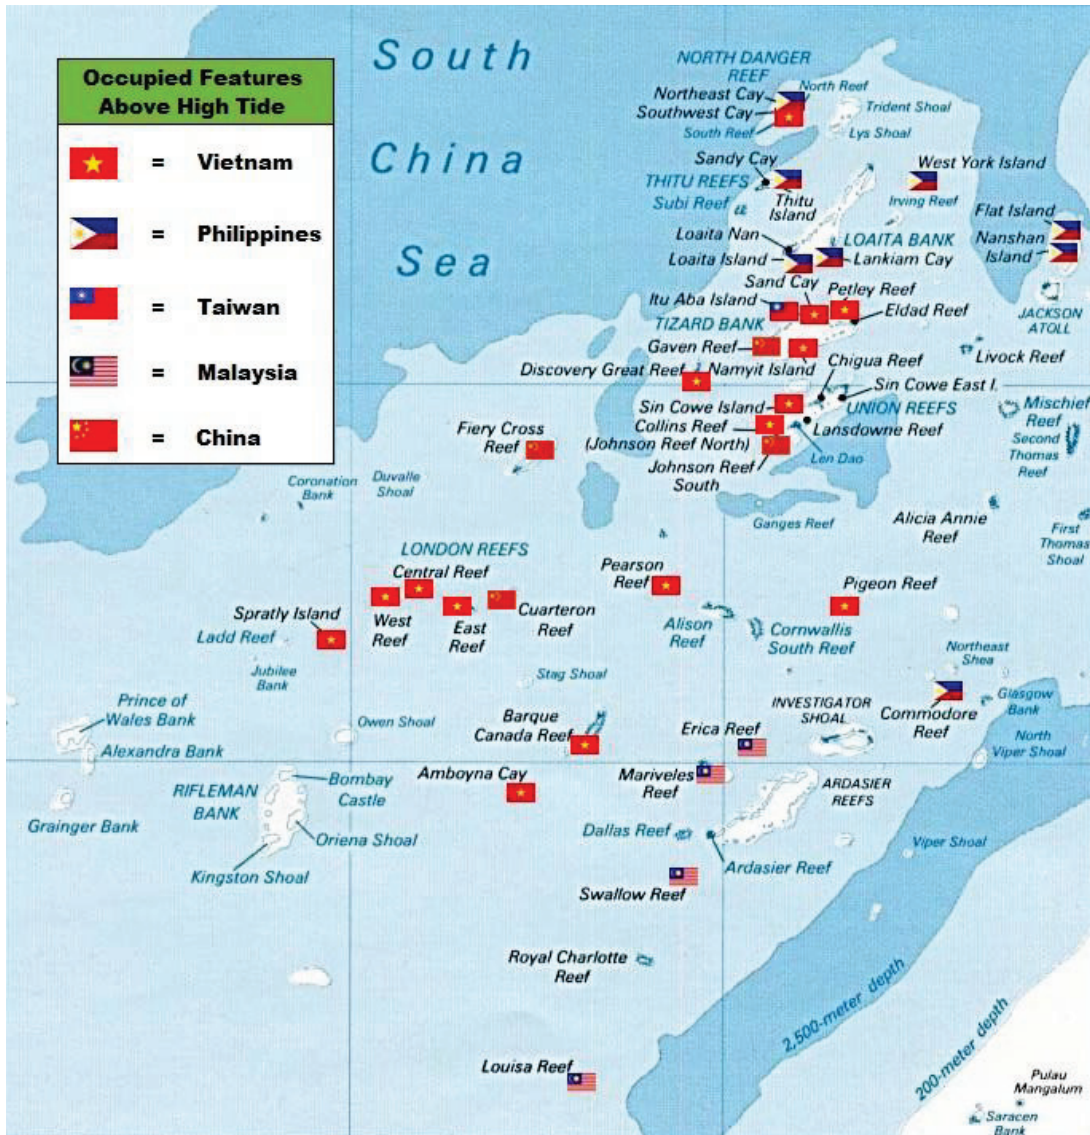 Occupied Features
Above High Tide
= Vietnam
= Philippines
= Taiwan
= Malaysia
= China
South
China
Sea
NORTH DANGER
REEF
North Reef
Northeast Cay
Southwest Cay
South Reef
Trident Shoal
Lys Shoal
Sandy Cay
THITU REEFS
Subi Reef
Thitu
Island
West York Island
Irving Reef
Flat Island
Nanshan
Island
Loaita Nan
LOAITA BANK
Loaita Island
Lankiam Cay
Sand Cay
Petley Reef
Itu Aba Island
Eldad Reef
TIZARD BANK
JACKSON
ATOLL
Gaven Reef
Namyit Island
Chigua Reef
Livock Reef
Discovery Great Reef
Sin Cowe East I.
Sin Cowe Island
UNION REEFS
Mischief
Reef
Collins Reef
(Johnson Reef North)
Lansdowne Reef
Second
Thomas
Reef
Fiery Cross
Reef
Johnson Reef
South
Len Dao
Coronation
Bank
Duvalle
Shoal
Ganges Reef
Alicia Annie
Reef
First
Thomas
Shoal
LONDON REEFS
Central Reef
Pearson
Reef
Pigeon Reef
West
Reef
East
Reef
Cuarteron
Reef
Spratly Island
Ladd Reef
Alison
Reef
Cornwallis
South Reef
Jubilee
Bank
Stag Shoal
Northeast
Shea
Prince of
Wales Bank
Owen Shoal
Barque
Canada Reef
Erica Reef
INVESTIGATOR
SHOAL
Commodore
Reef
Glasgow
Bank
North
Viper Shoal
Alexandra Bank
Amboyna Cay
Mariveles
Reef
ARDASIER
REEFS
RIFLEMAN
BANK
Bombay
Castle
Grainger Bank
Oriena Shoal
Dallas Reef
Viper Shoal
Ardasier Reef
Kingston Shoal
Swallow Reef
Royal Charlotte
Reef
2,500-meter depth
200-meter depth
Louisa Reef
Pulau
Mangalum
Saracen
Bank